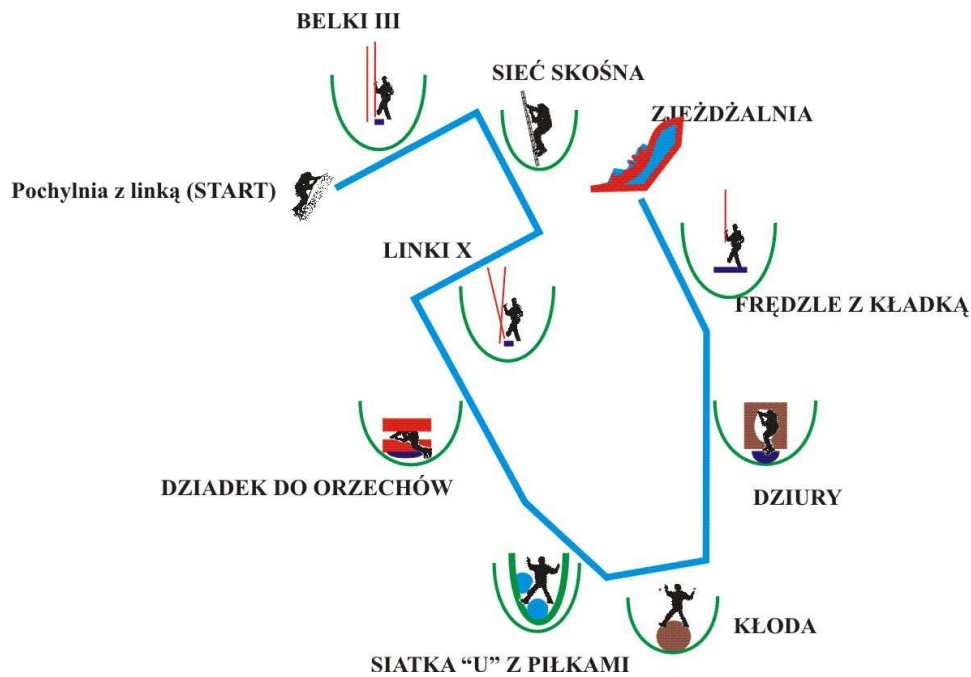 BELKI III
SIEĆ SKOŚNA
ZJEŻDŻALNIA
Pochylnia z linką (START)
LINKI X
FRĘDZLE Z KŁADKĄ
DZIADEK DO ORZECHÓW
DZIURY
KŁODA
SIATKA “U” Z PIŁKAMI